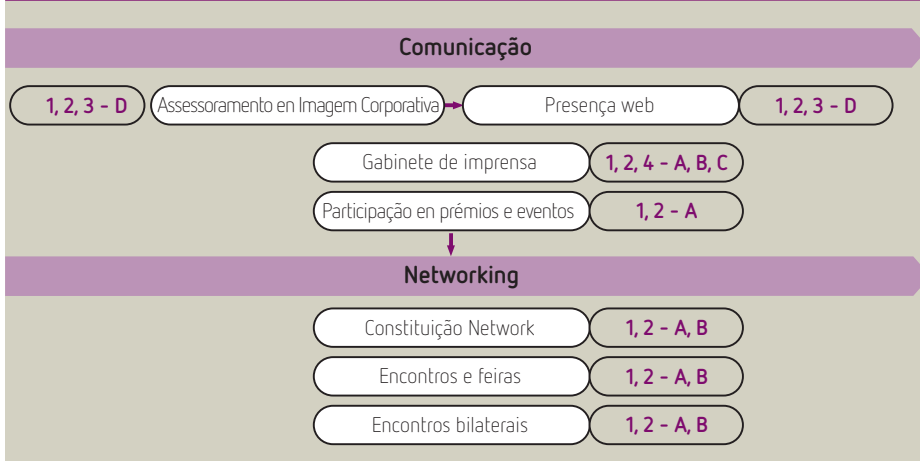 Comunicação
1, 2, 3 - D Assessoramento en Imagem Corporativa Presença web 1, 2, 3 - D
Gabinete de imprensa 1, 2, 4 - A, B, C
Participação en prémios e eventos 1, 2 - A
Networking
Constituição Network 1, 2 - A, B
Encontros e feiras 1, 2 - A, B
Encontros bilaterais 1, 2 - A, B